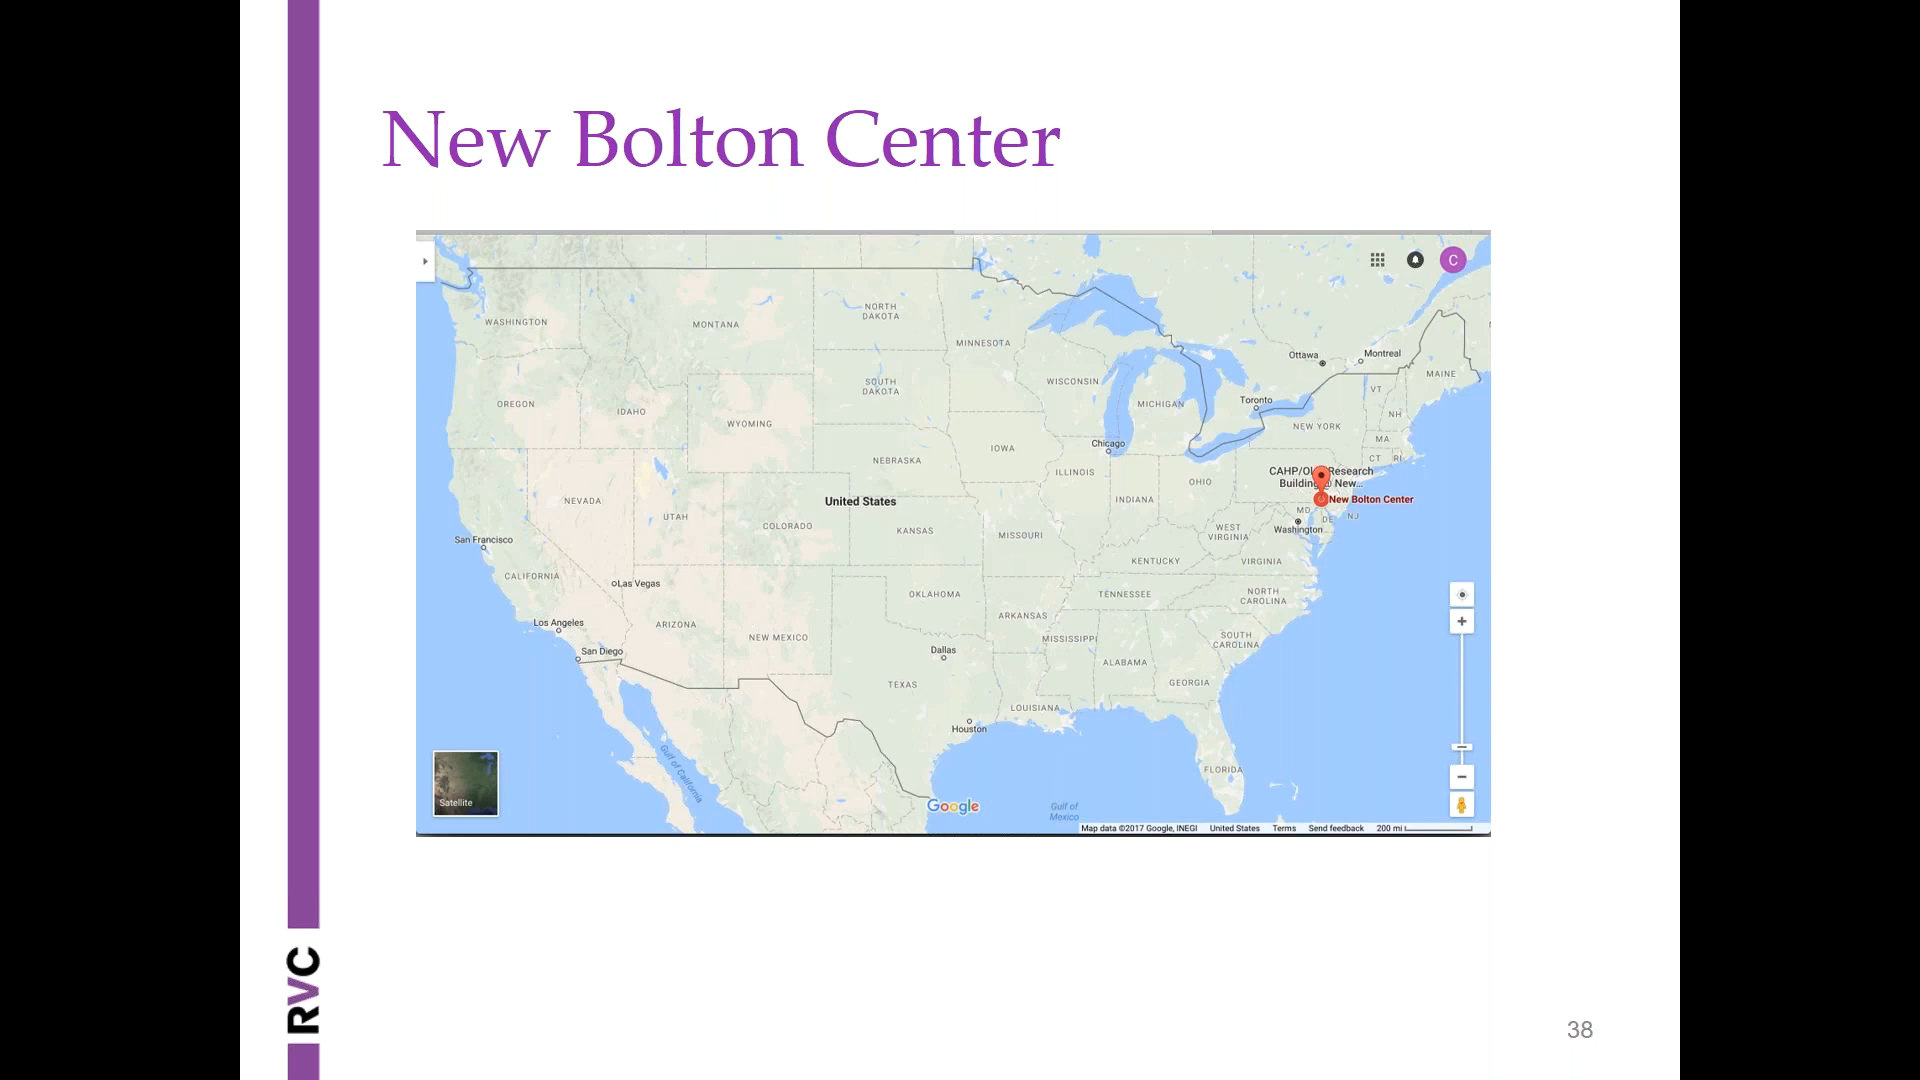 New Bolton Center
C
NORTH
DAKOTA
WASHINGTON
MONTANA
MINNESOTA
Ottawa
Montreal
MAINE
SOUTH
DAKOTA
WISCONSIN
VT
OREGON
IDAHO
MICHIGAN
Toronto
NH
WYOMING
NEW YORK
Chicago
MA
IOWA
NEBRASKA
CT
RI
ILLINOIS
OHIO
CAHP/Ol Research
Building New...
NEVADA
United States
INDIANA
New Bolton Center
UTAH
COLORADO
KANSAS
MISSOURI
WEST
VIRGINIA
MD
DE
NJ
Washington
San Francisco
KENTUCKY
VIRGINIA
CALIFORNIA
Las Vegas
OKLAHOMA
TENNESSEE
NORTH
CAROLINA
Los Angeles
ARIZONA
NEW MEXICO
ARKANSAS
MISSISSIPPI
SOUTH
CAROLINA
San Diego
Dallas
ALABAMA
TEXAS
GEORGIA
LOUISIANA
Houston
Gulf of California
FLORIDA
Satellite
Google
Gulf of
Mexico
Map data ©2017 Google, INEGI United States Terms Send feedback 200 mi
RVC
38